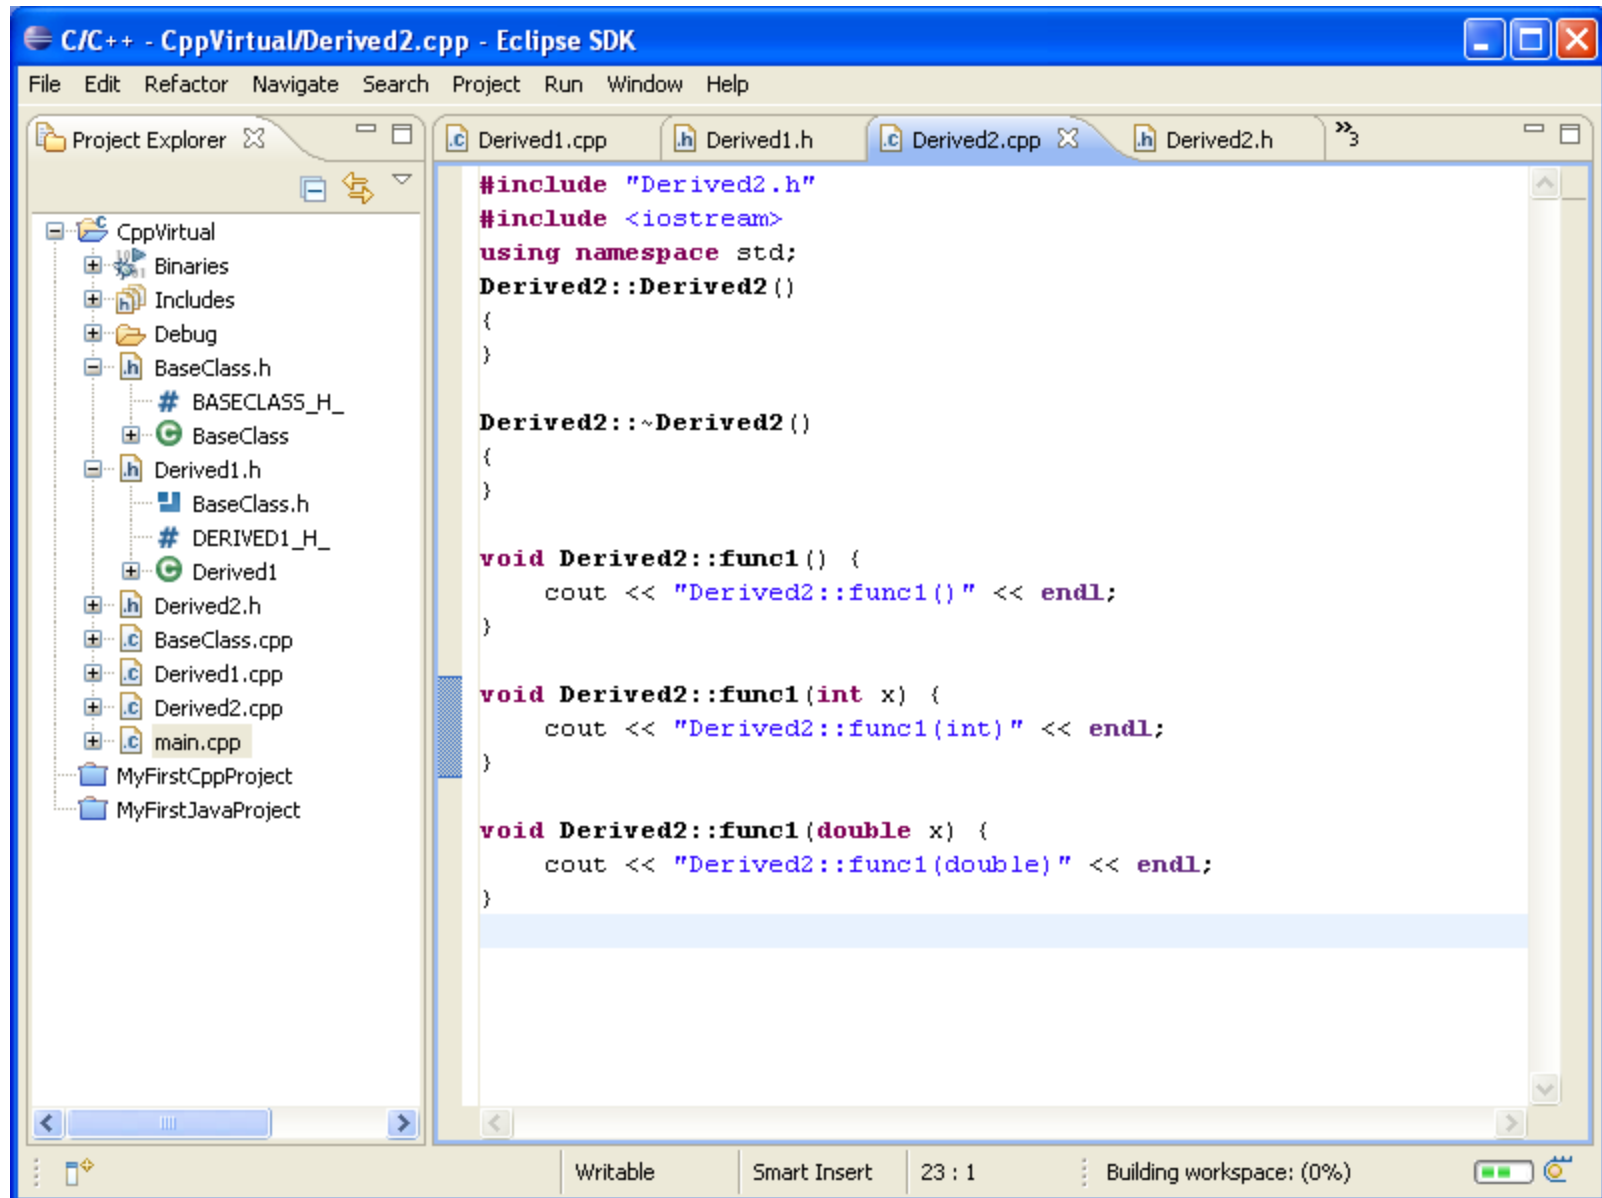 C/C++ - CppVirtual/Derived2.cpp - Eclipse SDK
File Edit Refactor Navigate Search Project Run Window Help
Project Explorer
CppVirtual
Binaries
Includes
Debug
BaseClass.h
# BASECLASS_H_
BaseClass
Derived1.h
BaseClass.h
# DERIVED1_H_
Derived1
Derived2.h
BaseClass.cpp
Derived1.cpp
Derived2.cpp
main.cpp
MyFirstCppProject
MyFirstJavaProject
Derived1.cpp Derived1.h Derived2.cpp Derived2.h »3
#include "Derived2.h"
#include <iostream>
using namespace std;
Derived2::Derived2()
{
}
Derived2::~Derived2()
{
}
void Derived2::func1() {
cout << "Derived2::func1()" << endl;
}
void Derived2::func1(int x) {
cout << "Derived2::func1(int)" << endl;
}
void Derived2::func1(double x) {
cout << "Derived2::func1(double)" << endl;
}
Writable Smart Insert 23 : 1 Building workspace: (0%)